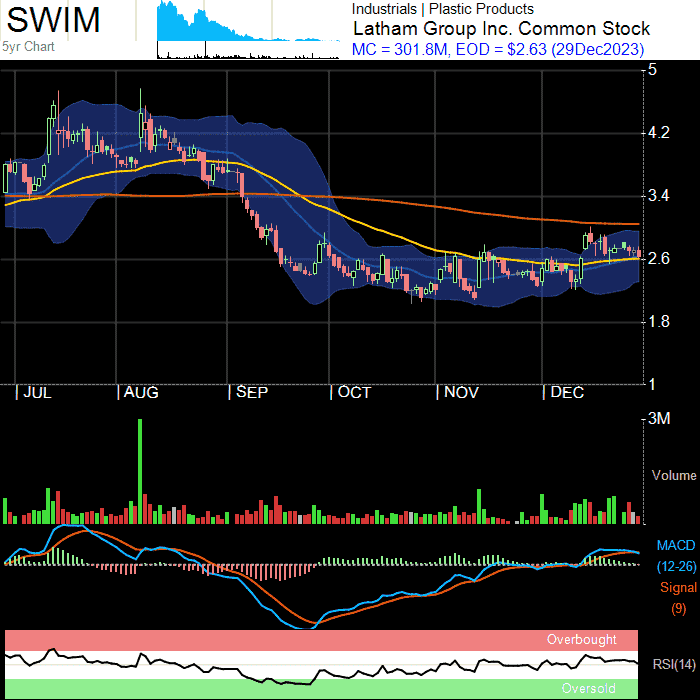 SWIM
5yr Chart
Industrials | Plastic Products
Latham Group Inc. Common Stock
MC = 301.8M, EOD = $2.63 (29Dec2023)
5
4.2
3.4
2.6
1.8
1
| JUL | AUG | SEP | OCT | NOV | DEC
3M
Volume
MACD
(12-26)
Signal
(9)
Overbought
RSI(14)
Oversold